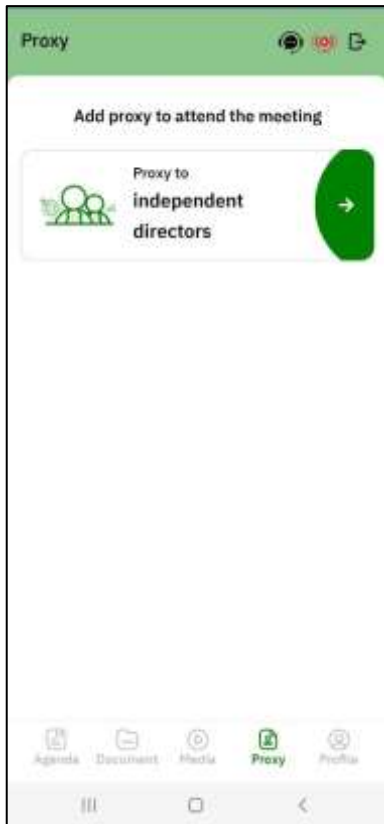 Proxy
Add proxy to attend the meeting
Proxy to
independent
directors
Agenda Document Media Proxy Profile